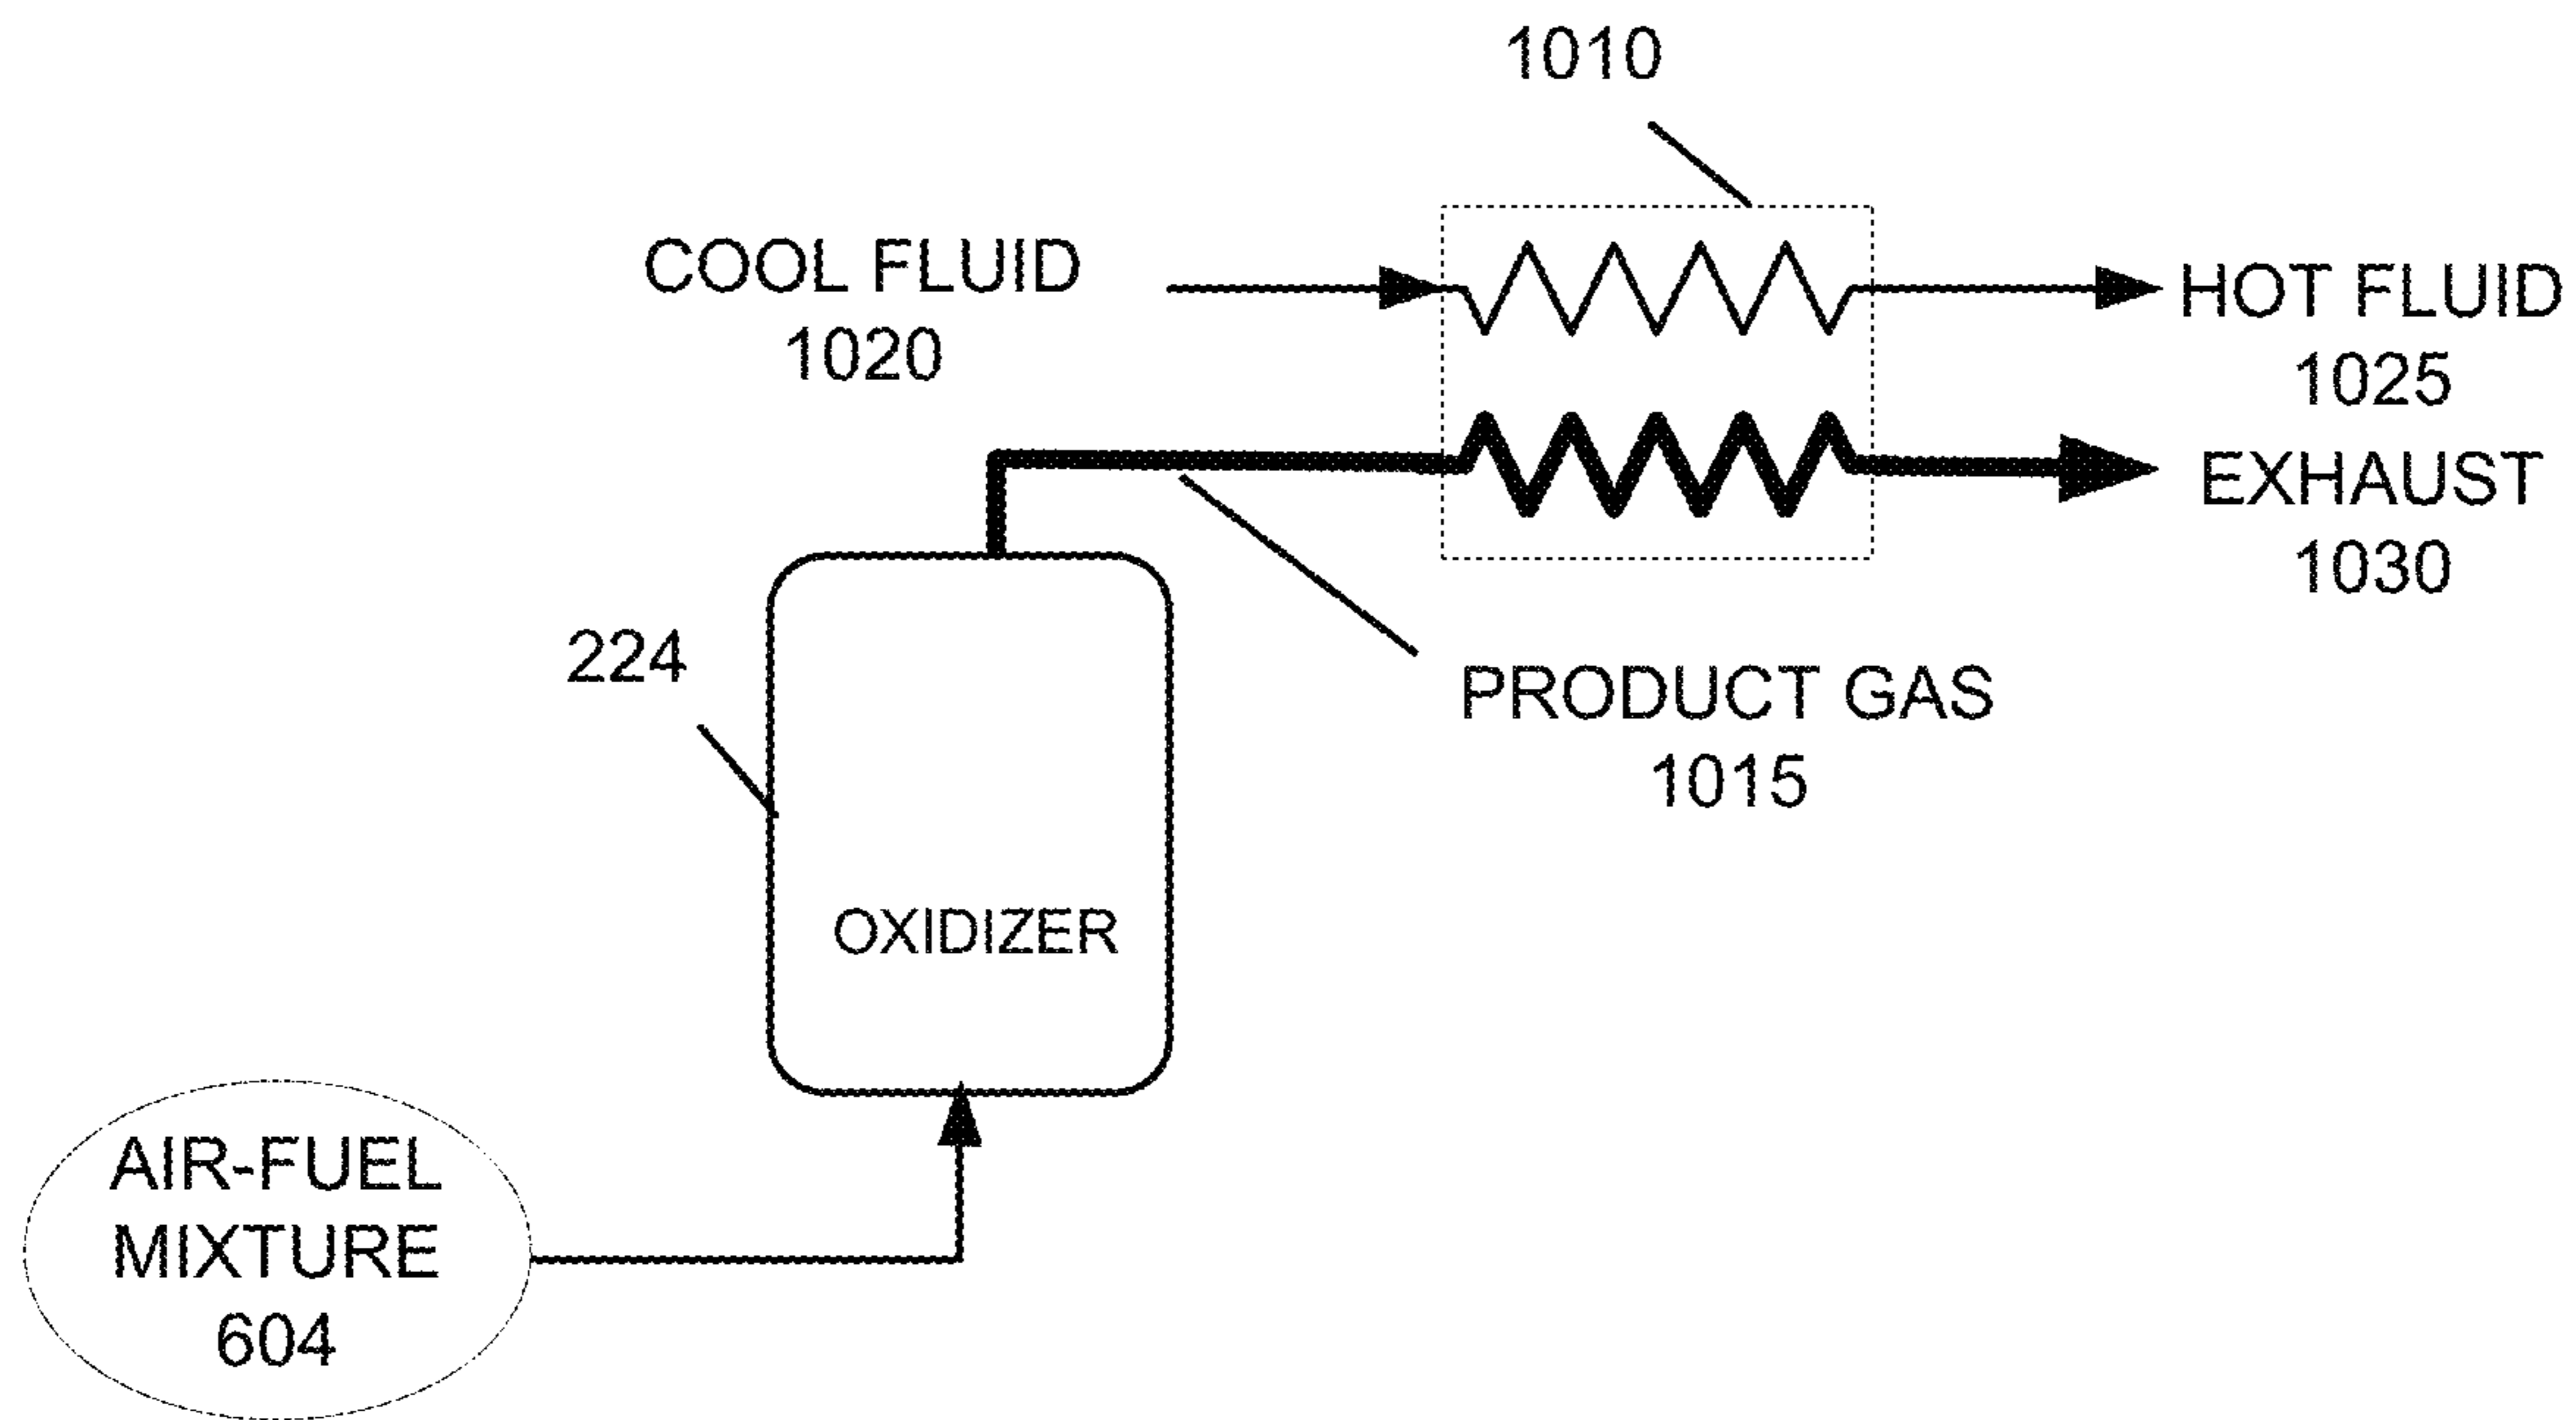 1010
COOL FLUID
1020
HOT FLUID
1025
EXHAUST
1030
224
PRODUCT GAS
1015
OXIDIZER
AIR-FUEL
MIXTURE
604